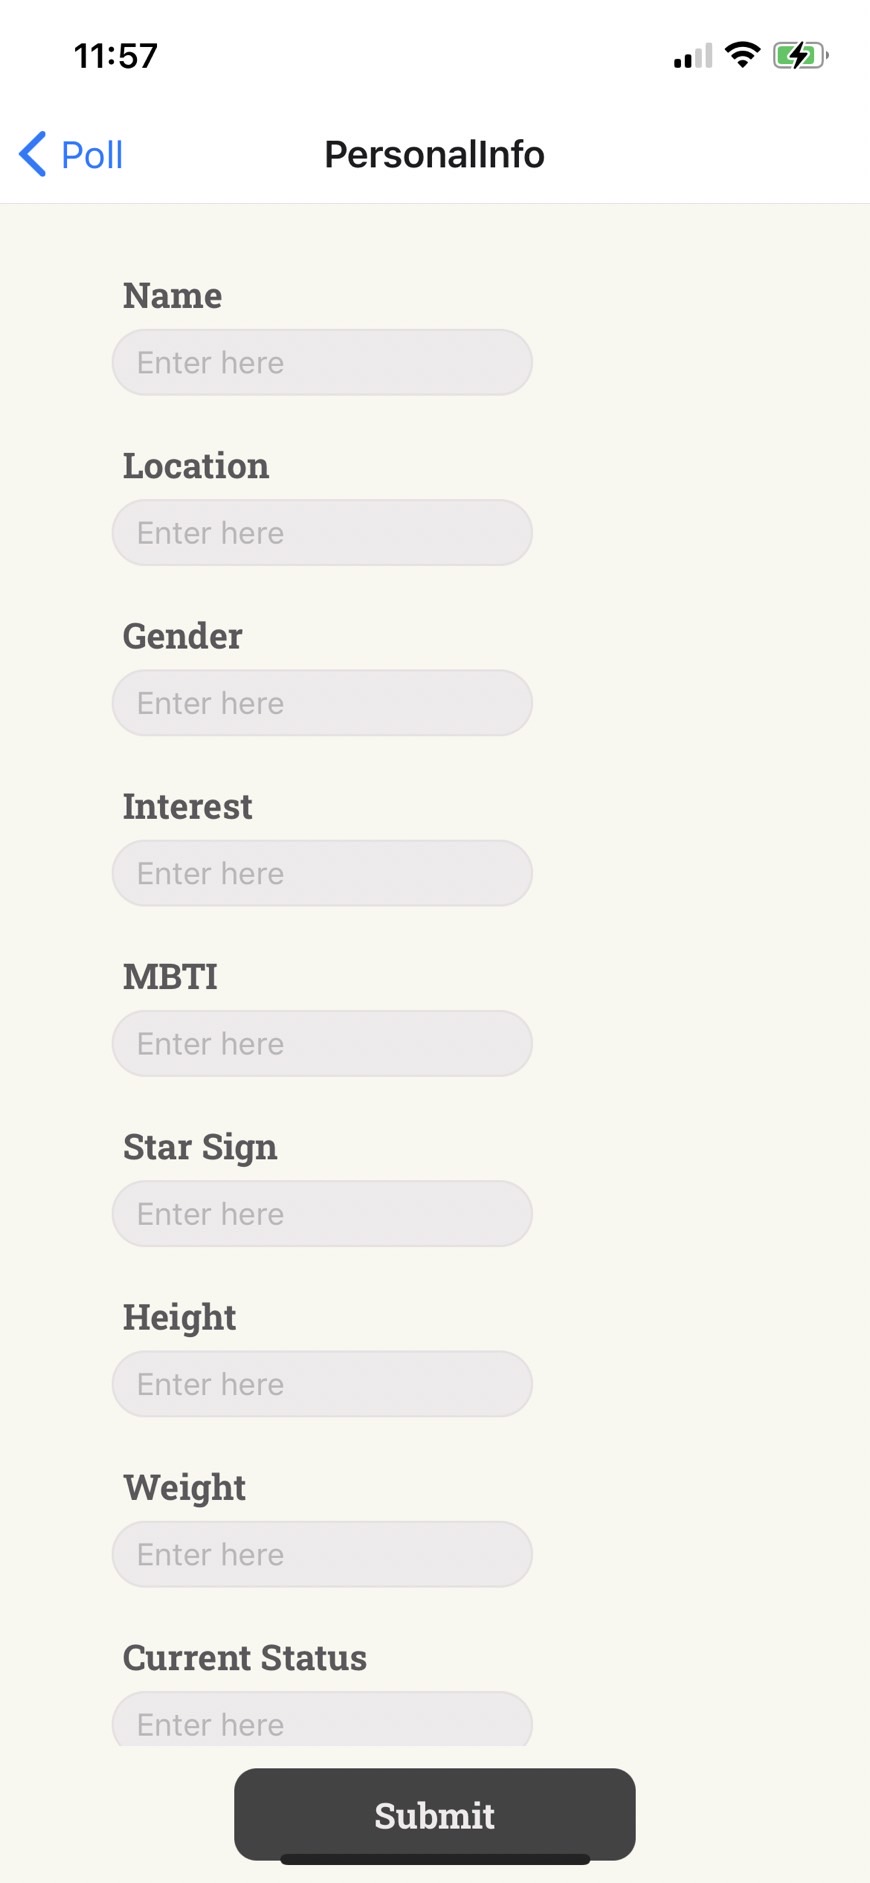 11:57
Poll
PersonalInfo
Name
Enter here
Location
Enter here
Gender
Enter here
Interest
Enter here
MBTI
Enter here
Star Sign
Enter here
Height
Enter here
Weight
Enter here
Current Status
Enter here
Submit